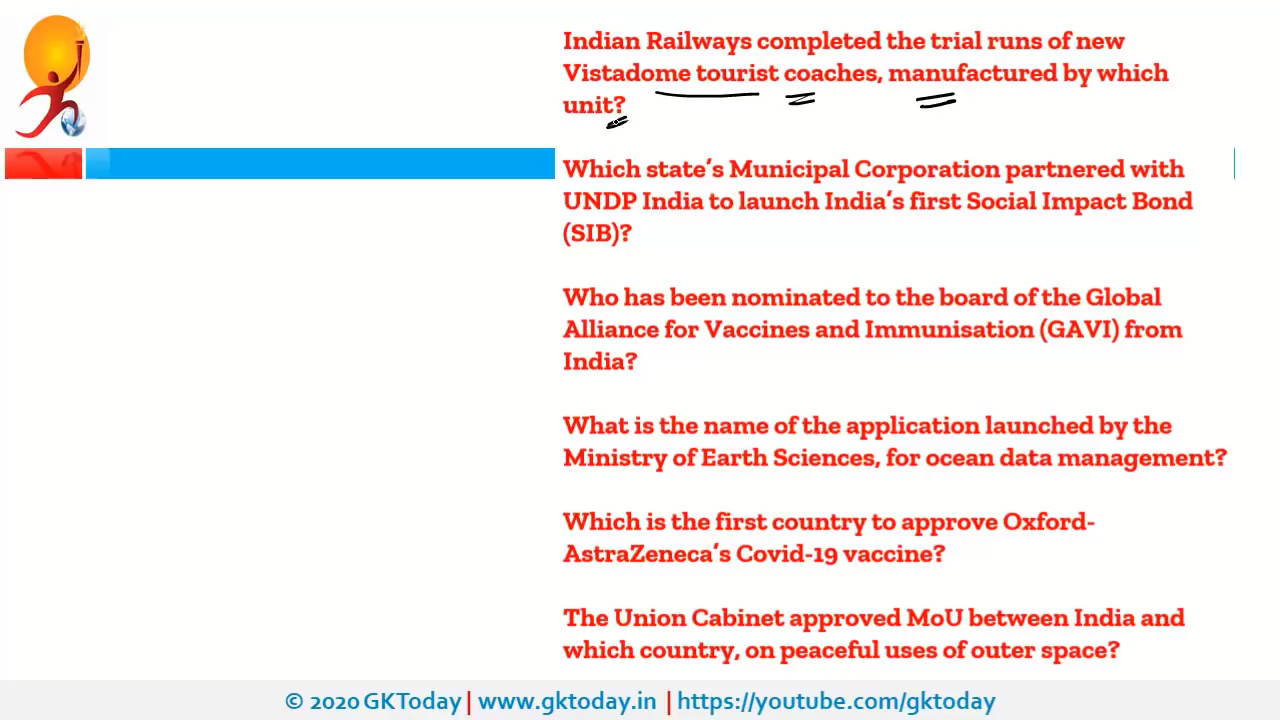 Indian Railways completed the trial runs of new
Vistadome tourist coaches, manufactured by which
unit?
Which state's Municipal Corporation partnered with
UNDP India to launch India's first Social Impact Bond
(SIB)?
Who has been nominated to the board of the Global
Alliance for Vaccines and Immunisation (GAVI) from
India?
What is the name of the application launched by the
Ministry of Earth Sciences, for ocean data management?
Which is the first country to approve Oxford-
AstraZeneca's Covid-19 vaccine?
The Union Cabinet approved MoU between India and
which country, on peaceful uses of outer space?
© 2020 GKToday | www.gktoday.in | https://youtube.com/gktoday